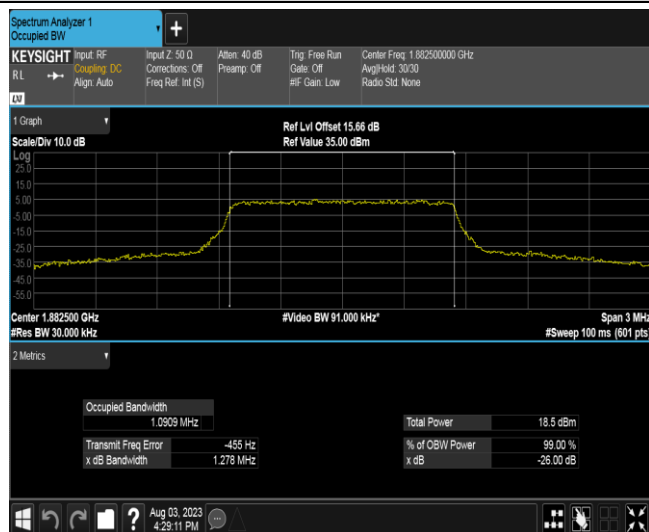 Spectrum Analyzer 1
Occupied BW
KEYSIGHT Input: RF Input Z: 50 Ω Atten: 40 dB Trig: Free Run Center Freq: 1.882500000 GHz
RL Coupling: DC Corrections: Off Preamp: Off Gate: Off Avg|Hold: 30/30
Align: Auto Freq Ref: Int (S) #IF Gain: Low Radio Std: None
LXI
1 Graph
Ref Lvl Offset 15.66 dB
Scale/Div 10.0 dB Ref Value 35.00 dBm
Log
25.0
15.0
5.00
-5.00
-15.0
-25.0
-35.0
-45.0
-55.0
Center 1.882500 GHz #Video BW 91.000 kHz* Span 3 MHz
#Res BW 30.000 kHz #Sweep 100 ms (601 pts)
2 Metrics
Occupied Bandwidth
1.0909 MHz Total Power 18.5 dBm
Transmit Freq Error -455 Hz % of OBW Power 99.00 %
x dB Bandwidth 1.278 MHz x dB -26.00 dB
? Aug 03, 2023
4:29:11 PM